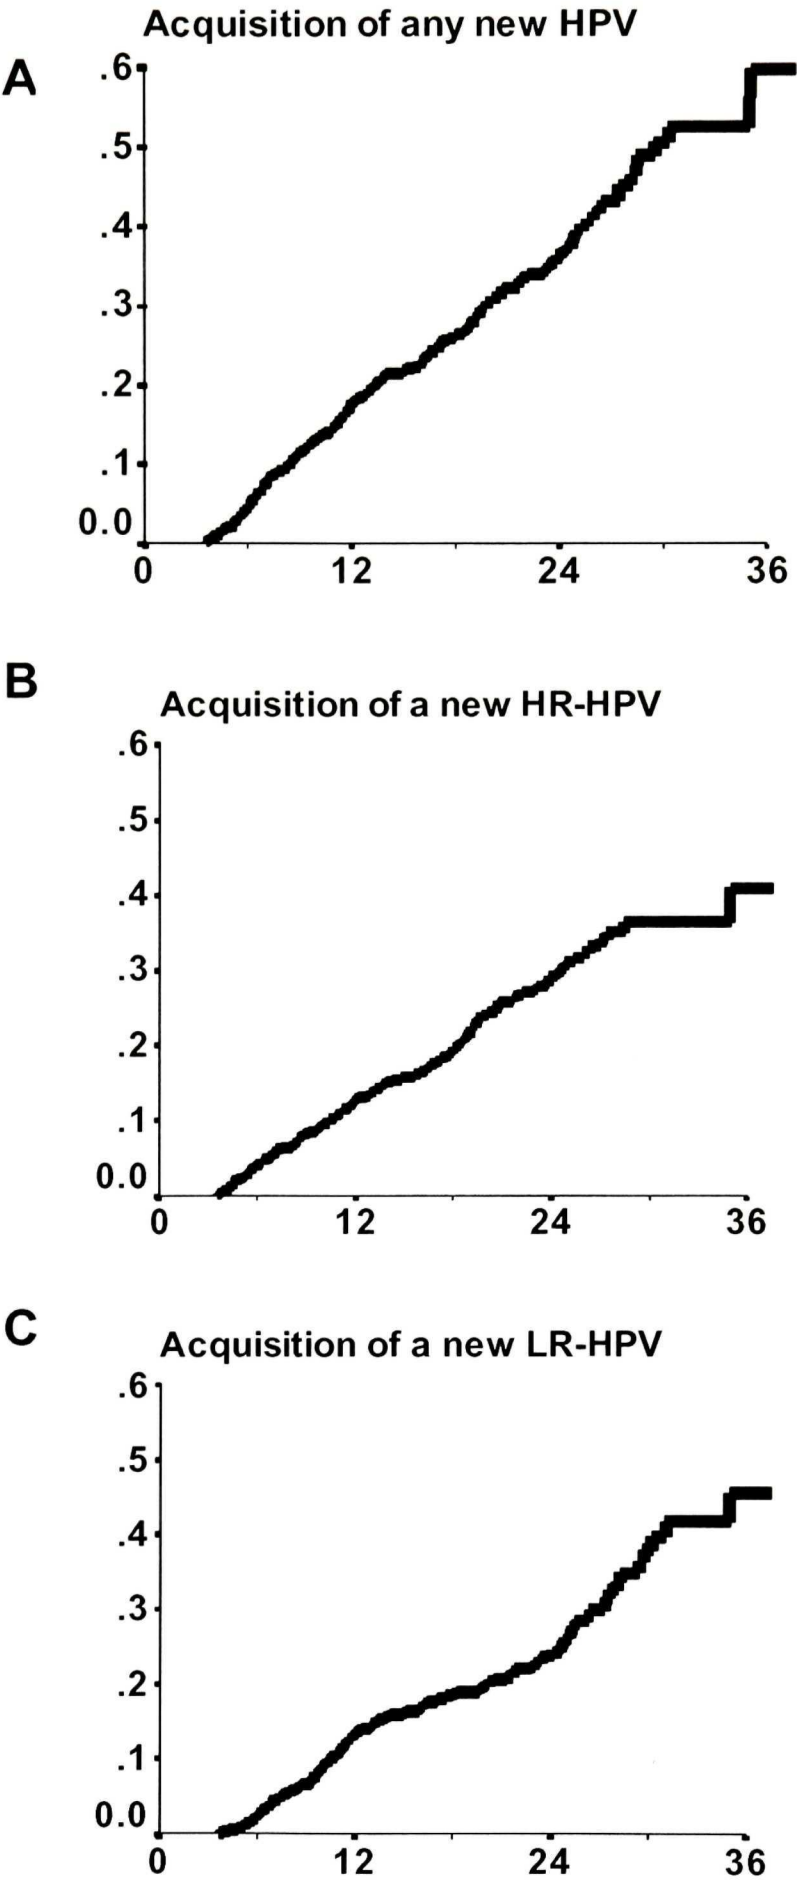 Acquisition of any new HPV
A
.6
.5
.4
.3
.2
.1
0.0
0 12 24 36
B
Acquisition of a new HR-HPV
.6
.5
.4
.3
.2
.1
0.0
0 12 24 36
C
Acquisition of a new LR-HPV
.6
.5
.4
.3
.2
.1
0.0
0 12 24 36